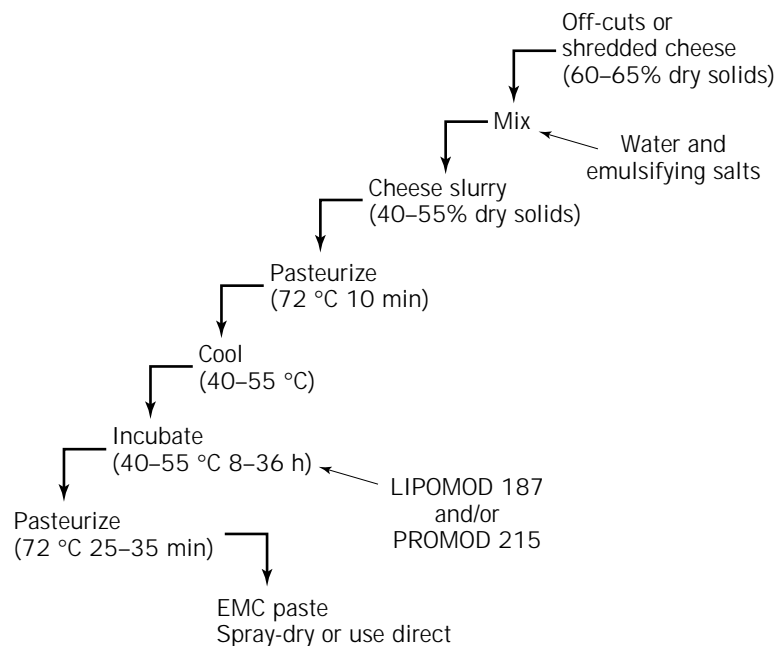 Off-cuts or
shredded cheese
(60–65% dry solids)
Mix
Water and
emulsifying salts
Cheese slurry
(40–55% dry solids)
Pasteurize
(72 °C 10 min)
Cool
(40–55 °C)
Incubate
(40–55 °C 8–36 h)
LIPOMOD 187
and/or
PROMOD 215
Pasteurize
(72 °C 25–35 min)
EMC paste
Spray-dry or use direct